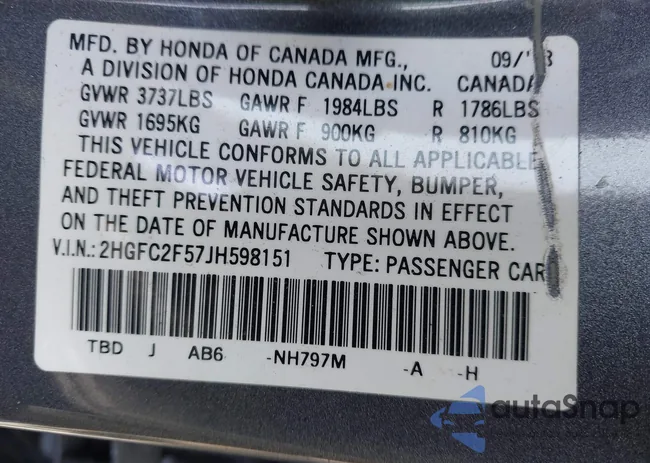 MFD. BY HONDA OF CANADA MFG., 09/'18
A DIVISION OF HONDA CANADA INC. CANADA
GVWR 3737LBS GAWR F 1984LBS R 1786LBS
GVWR 1695KG GAWR F 900KG R 810KG
THIS VEHICLE CONFORMS TO ALL APPLICABLE
FEDERAL MOTOR VEHICLE SAFETY, BUMPER,
AND THEFT PREVENTION STANDARDS IN EFFECT
ON THE DATE OF MANUFACTURE SHOWN ABOVE.
V.I.N.: 2HGFC2F57JH598151 TYPE: PASSENGER CAR
TBD J AB6 -NH797M -A -H
autoSnap